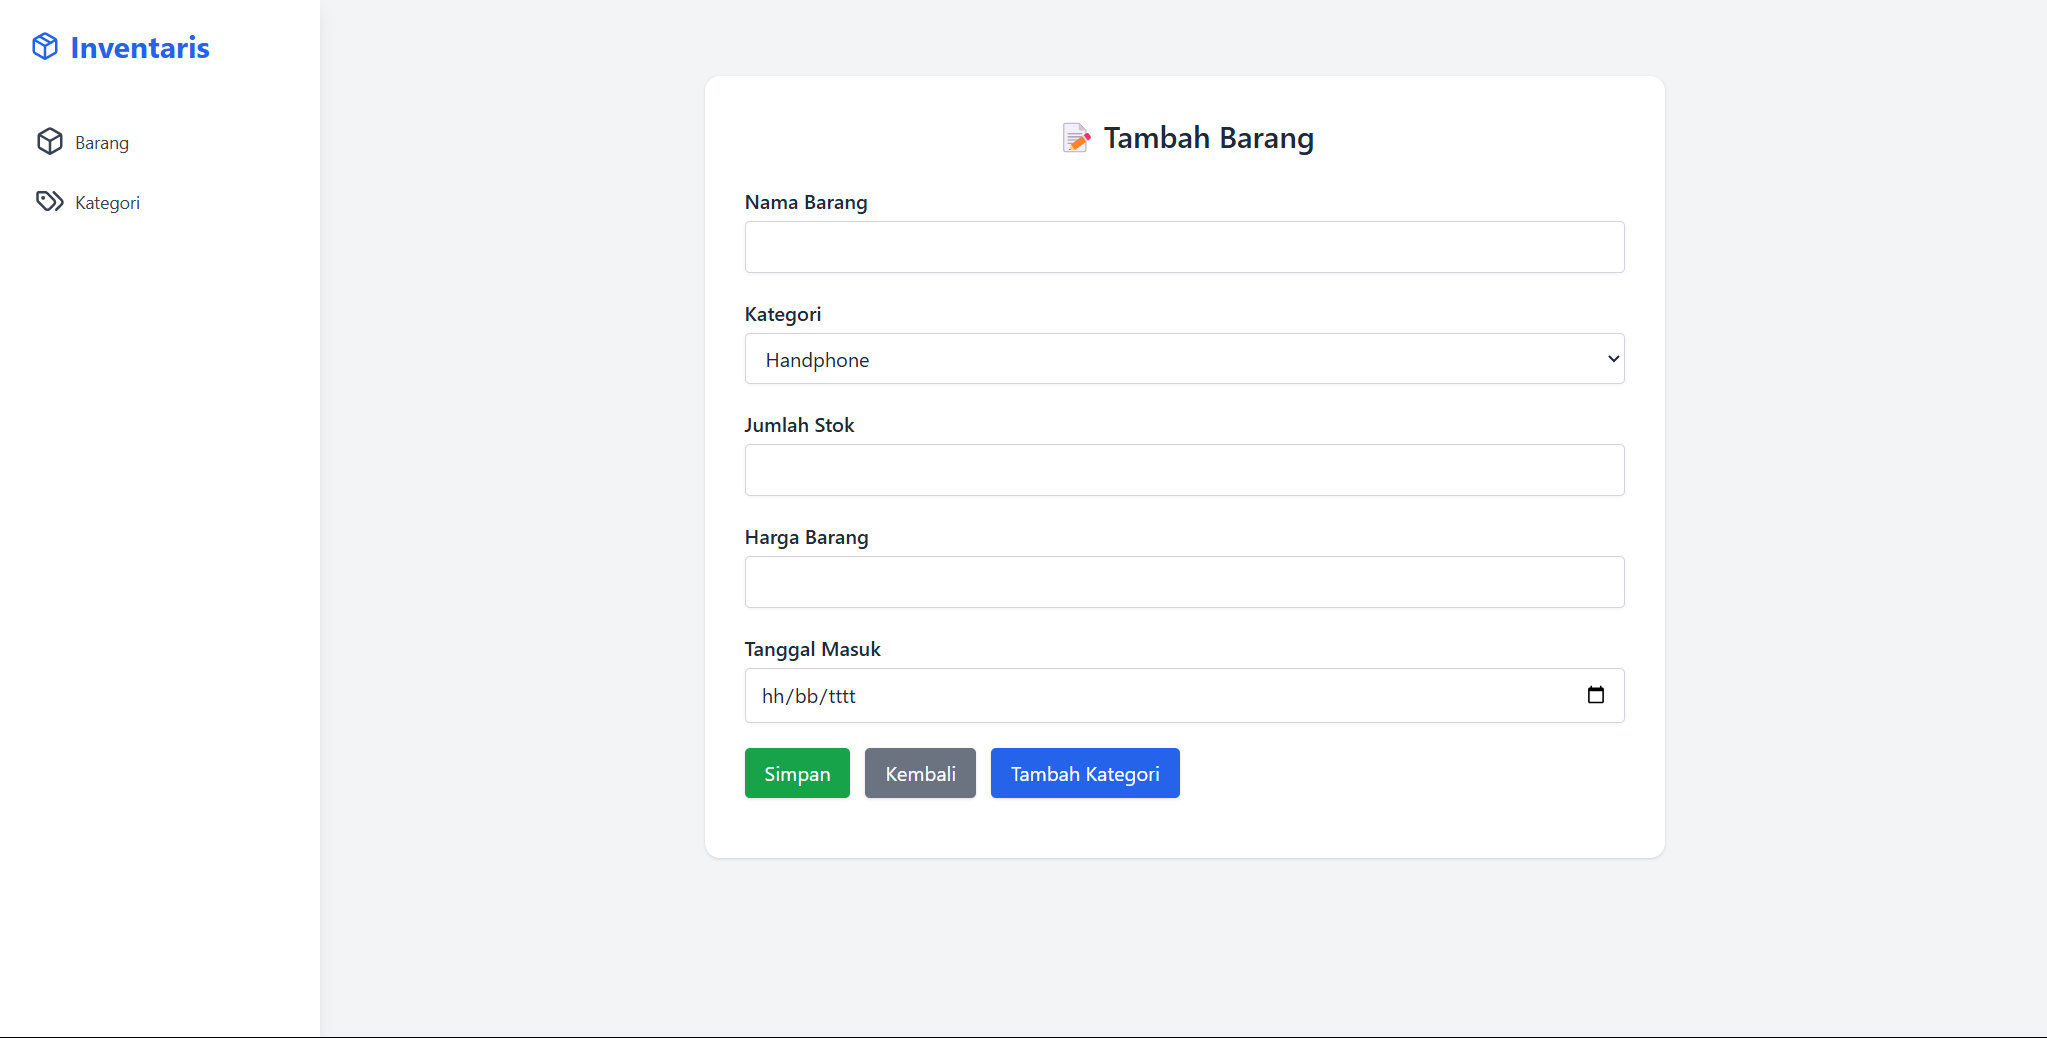 Inventaris
Barang
Kategori
Tambah Barang
Nama Barang
Kategori
Handphone
Jumlah Stok
Harga Barang
Tanggal Masuk
hh/bb/tttt
Simpan
Kembali
Tambah Kategori